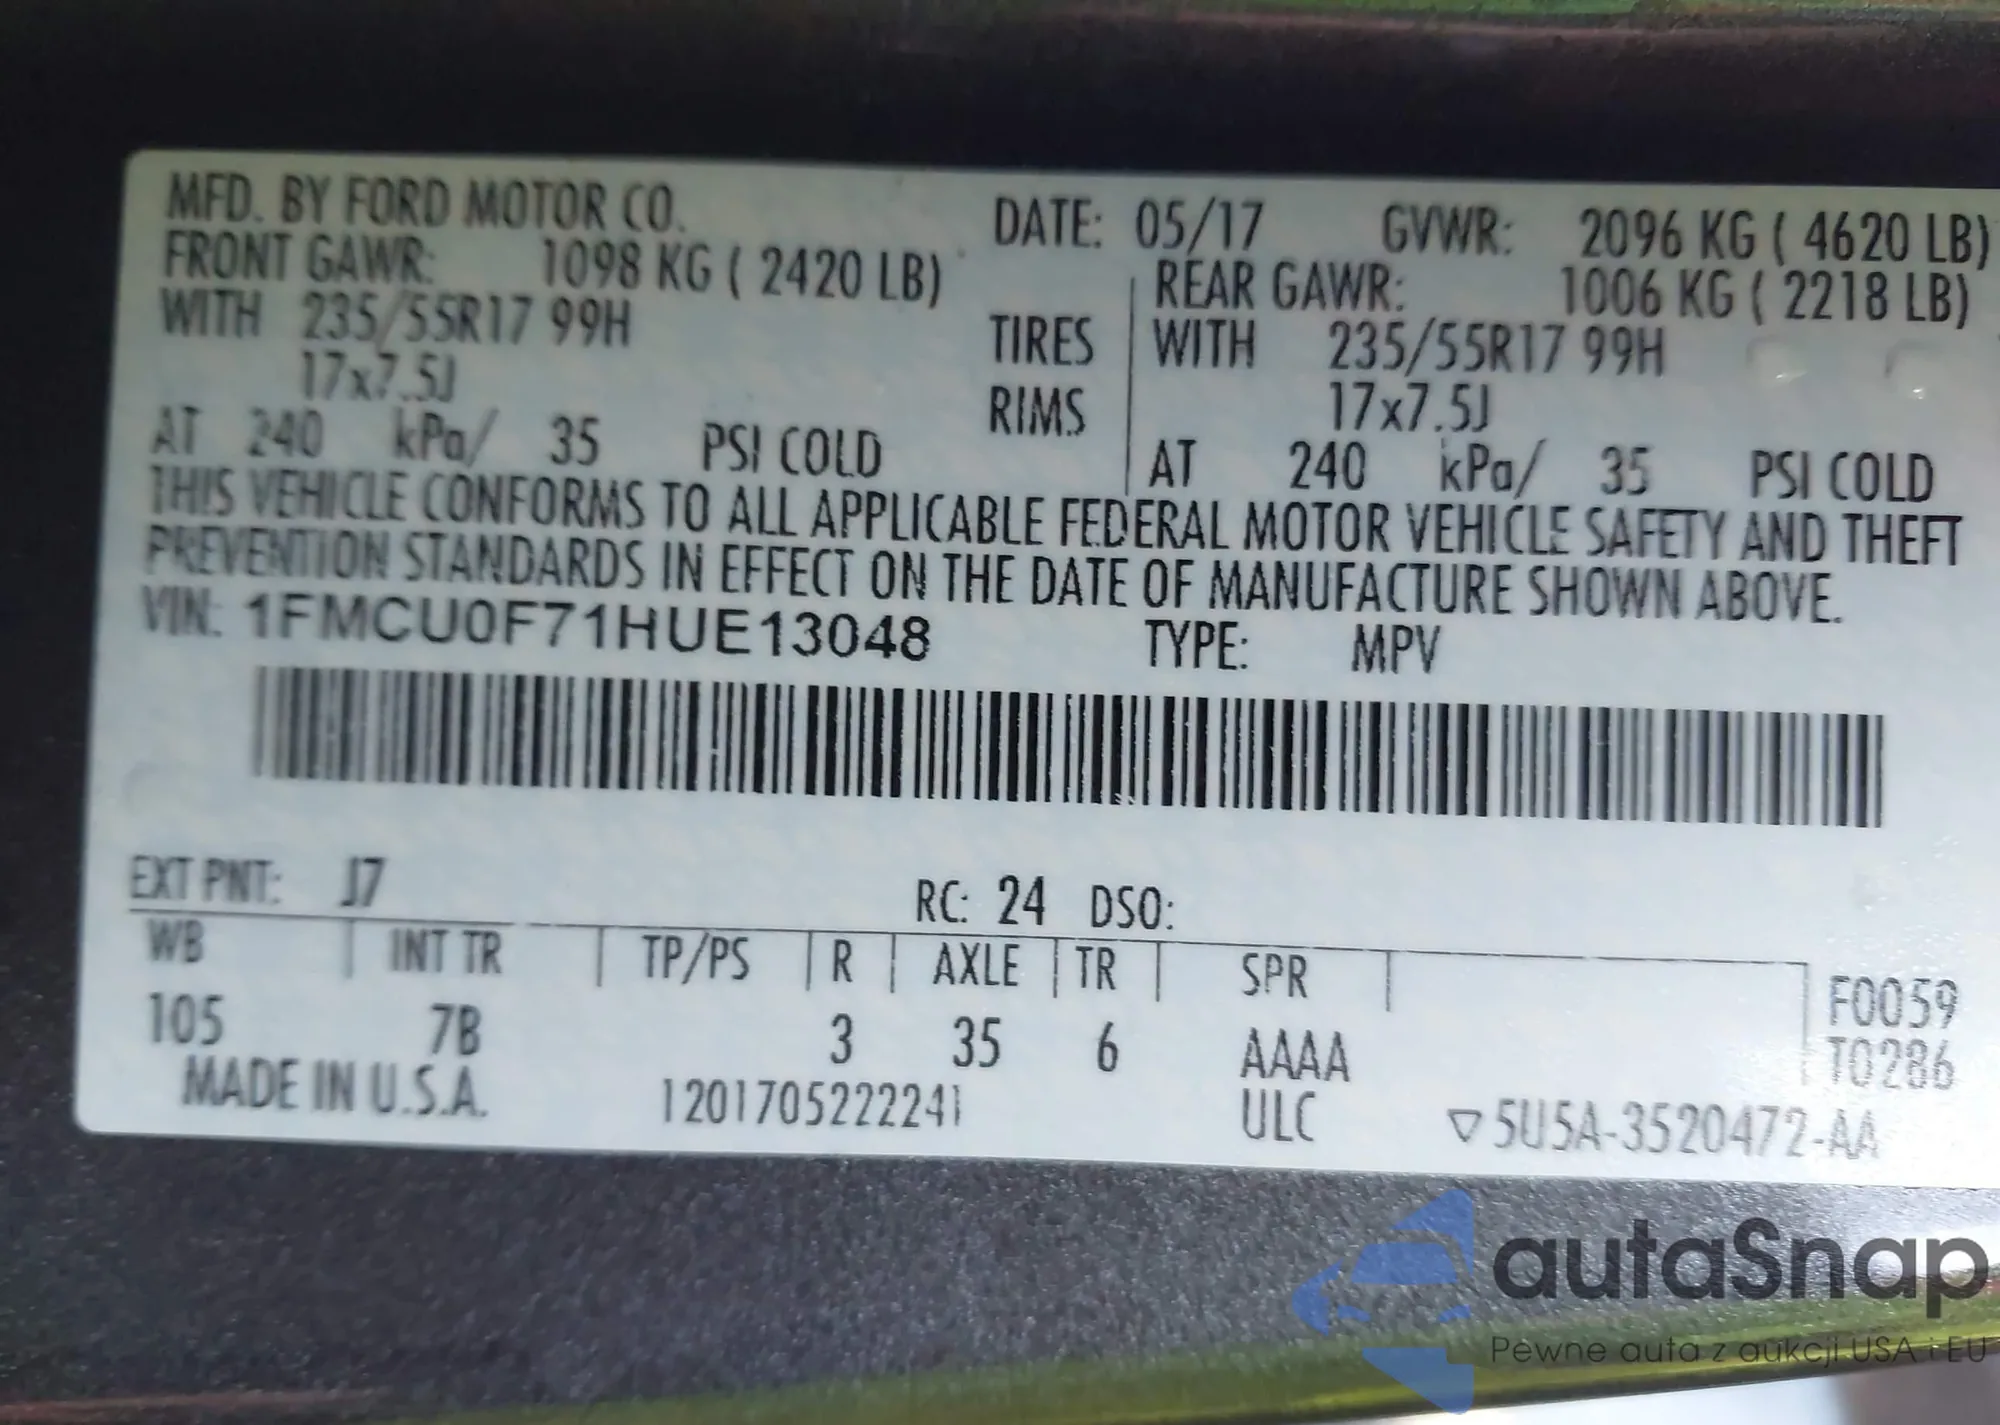 MFD. BY FORD MOTOR CO. DATE: 05/17 GVWR: 2096 KG ( 4620 LB)
FRONT GAWR: 1098 KG ( 2420 LB) REAR GAWR: 1006 KG ( 2218 LB)
WITH 235/55R17 99H TIRES WITH 235/55R17 99H
17x7.5J RIMS 17x7.5J
AT 240 kPa/ 35 PSI COLD AT 240 kPa/ 35 PSI COLD
THIS VEHICLE CONFORMS TO ALL APPLICABLE FEDERAL MOTOR VEHICLE SAFETY AND THEFT
PREVENTION STANDARDS IN EFFECT ON THE DATE OF MANUFACTURE SHOWN ABOVE.
VIN: 1FMCU0F71HUE13048 TYPE: MPV
EXT PNT: J7 RC: 24 DSO:
WB INT TR TP/PS R AXLE TR SPR F0059
105 7B 3 35 6 AAAA T0286
MADE IN U.S.A. 1201705222241 ULC ▽5U5A-3520472-AA
autaSnap
Pewne auta z aukcji USA i EU